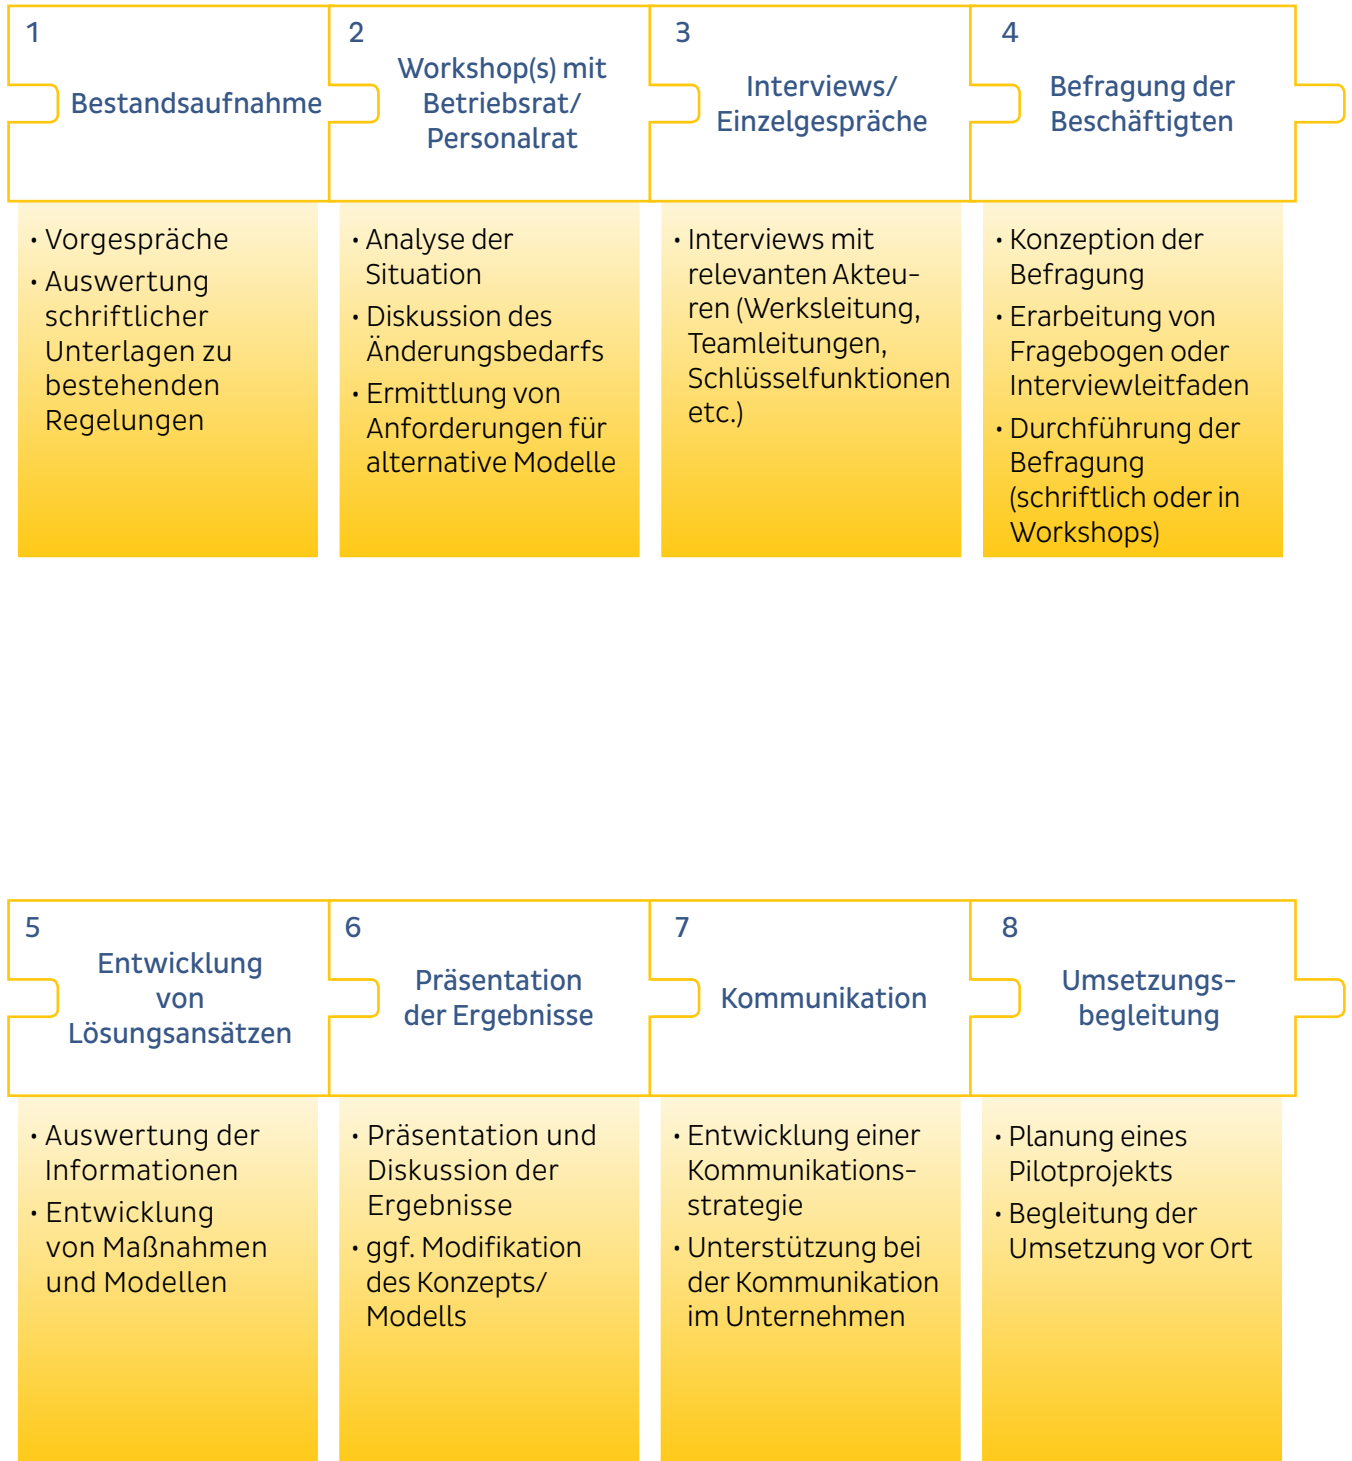 1
Bestandsaufnahme
• Vorgespräche
• Auswertung
schriftlicher
Unterlagen zu
bestehenden
Regelungen
2
Workshop(s) mit
Betriebsrat/
Personalrat
• Analyse der
Situation
• Diskussion des
Änderungsbedarfs
• Ermittlung von
Anforderungen für
alternative Modelle
3
Interviews/
Einzelgespräche
• Interviews mit
relevanten Akteu-
ren (Werksleitung,
Teamleitungen,
Schlüsselfunktionen
etc.)
4
Befragung der
Beschäftigten
• Konzeption der
Befragung
• Erarbeitung von
Fragebogen oder
Interviewleitfaden
• Durchführung der
Befragung
(schriftlich oder in
Workshops)
5
Entwicklung
von
Lösungsansätzen
• Auswertung der
Informationen
• Entwicklung
von Maßnahmen
und Modellen
6
Präsentation
der Ergebnisse
• Präsentation und
Diskussion der
Ergebnisse
• ggf. Modifikation
des Konzepts/
Modells
7
Kommunikation
• Entwicklung einer
Kommunikations-
strategie
• Unterstützung bei
der Kommunikation
im Unternehmen
8
Umsetzungs-
begleitung
• Planung eines
Pilotprojekts
• Begleitung der
Umsetzung vor Ort